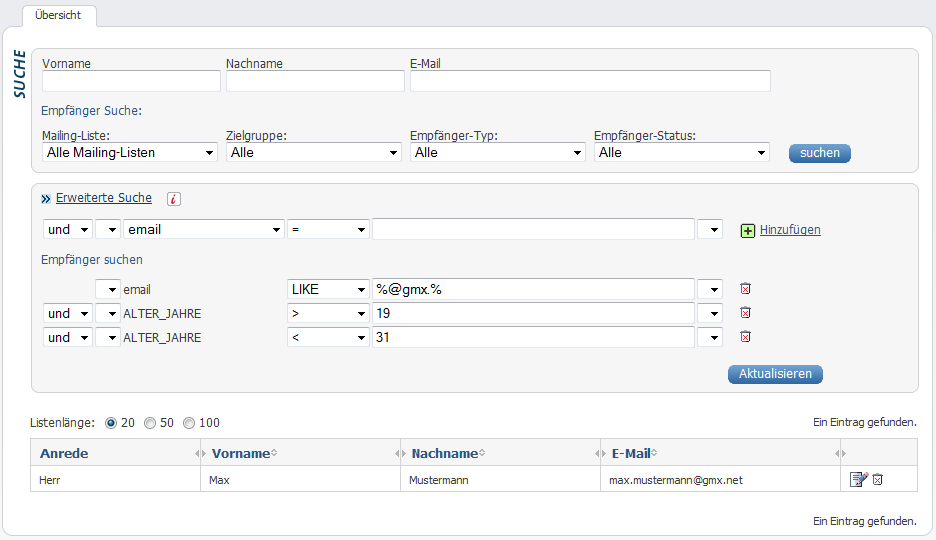 Übersicht
SUCHE
Vorname Nachname E-Mail
Empfänger Suche:
Mailing-Liste: Zielgruppe: Empfänger-Typ: Empfänger-Status:
Alle Mailing-Listen Alle Alle Alle suchen
Erweiterte Suche i
und email = Hinzufügen
Empfänger suchen
email LIKE %@gmx.%
und ALTER_JAHRE > 19
und ALTER_JAHRE < 31
Aktualisieren
Listenlänge: 20 50 100 Ein Eintrag gefunden.
Anrede Vorname Nachname E-Mail
Herr Max Mustermann max.mustermann@gmx.net
Ein Eintrag gefunden.